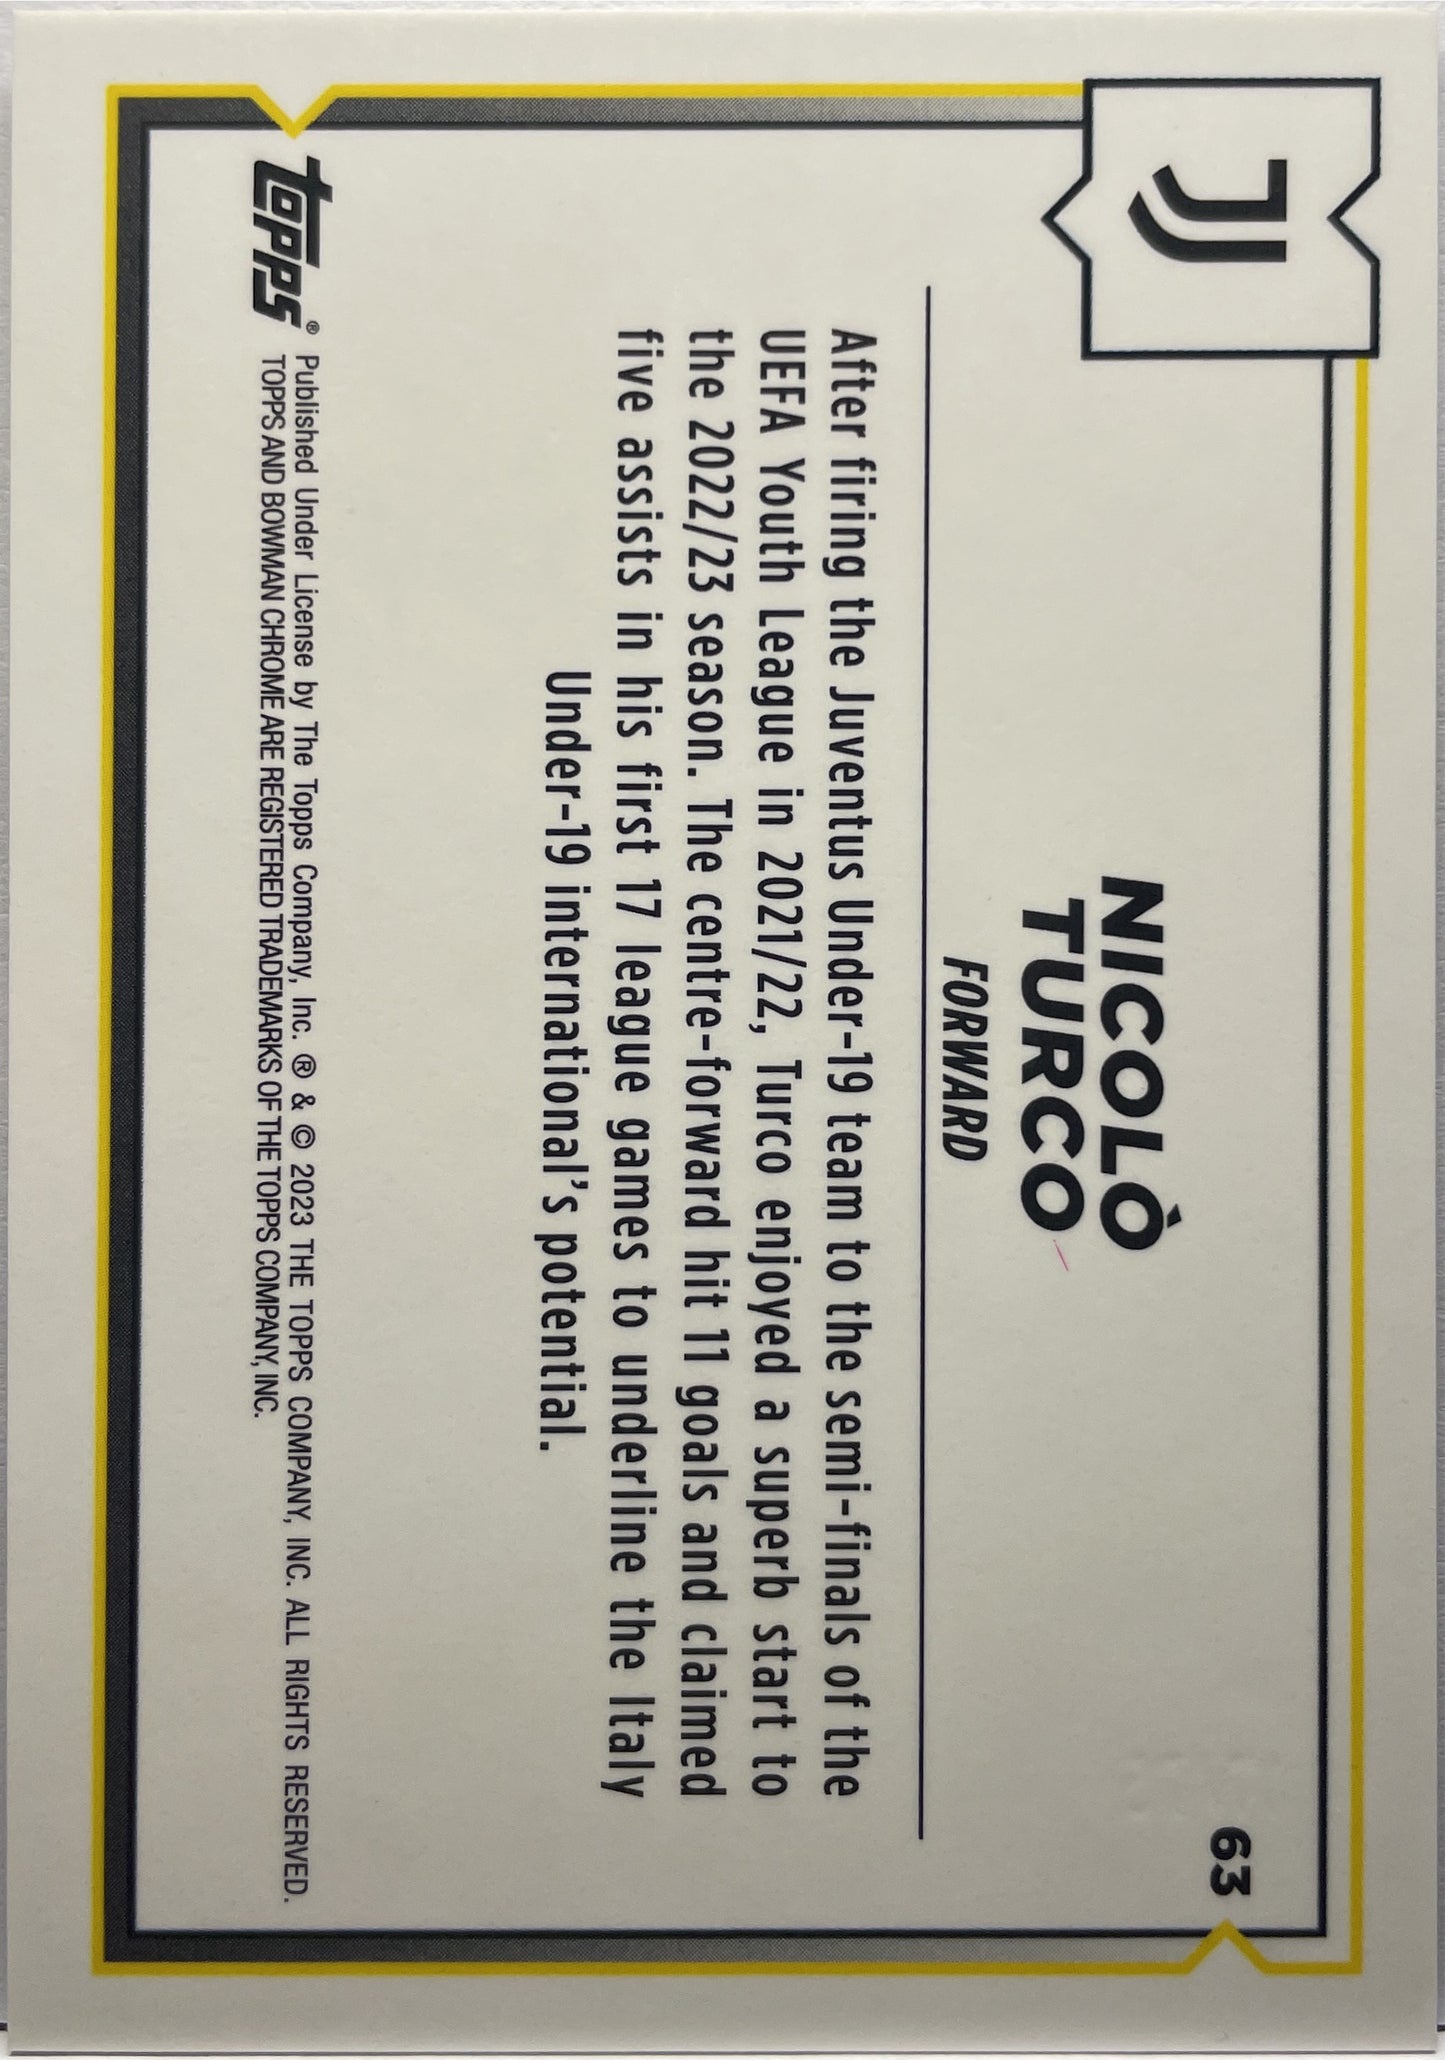 63
NICOLÒ
TURCO
FORWARD
After firing the Juventus Under-19 team to the semi-finals of the
UEFA Youth League in 2021/22, Turco enjoyed a superb start to
the 2022/23 season. The centre-forward hit 11 goals and claimed
five assists in his first 17 league games to underline the Italy
Under-19 international's potential.
topps®
Published Under License by The Topps Company, Inc. ® & © 2023 THE TOPPS COMPANY, INC. ALL RIGHTS RESERVED.
TOPPS AND BOWMAN CHROME ARE REGISTERED TRADEMARKS OF THE TOPPS COMPANY, INC.